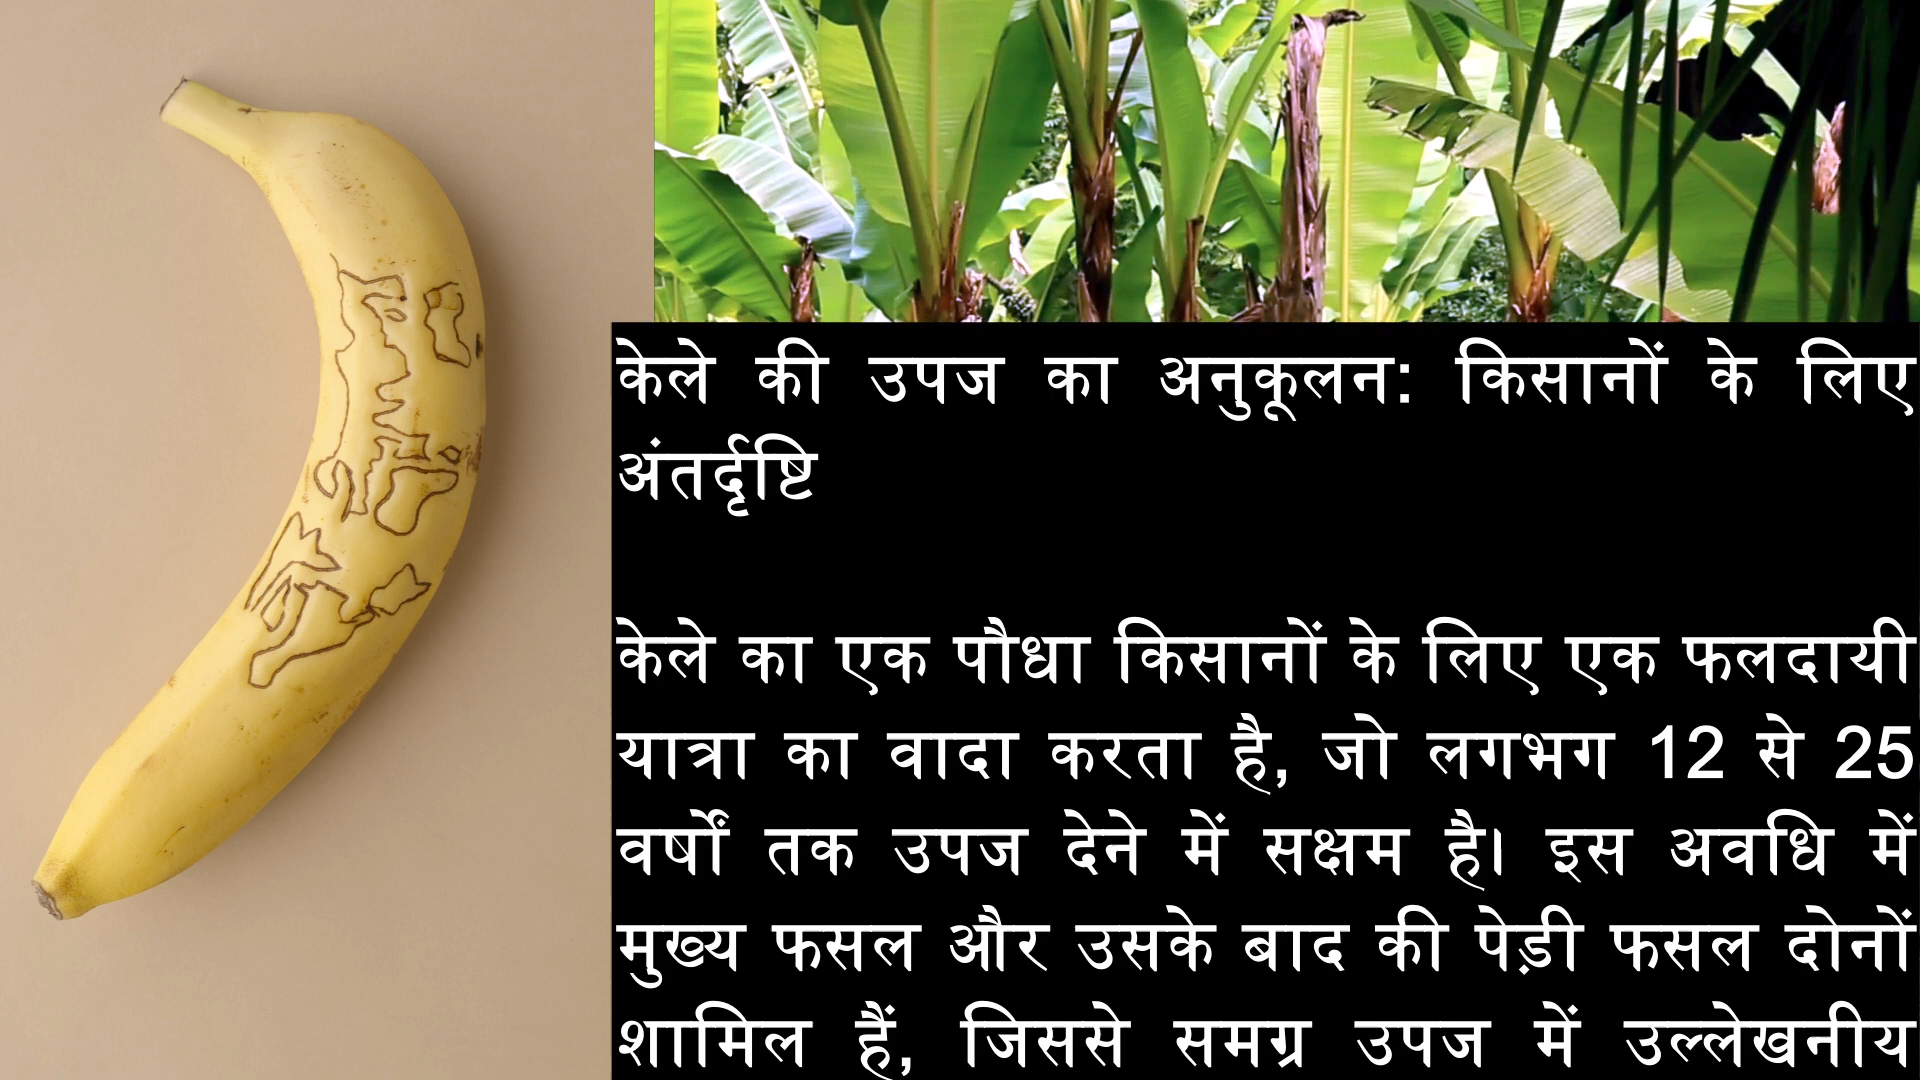 केले की उपज का अनुकूलन: किसानों के लिए
अंतर्दृष्टि
केले का एक पौधा किसानों के लिए एक फलदायी
यात्रा का वादा करता है, जो लगभग 12 से 25
वर्षों तक उपज देने में सक्षम है। इस अवधि में
मुख्य फसल और उसके बाद की पेड़ी फसल दोनों
शामिल हैं, जिससे समग्र उपज में उल्लेखनीय